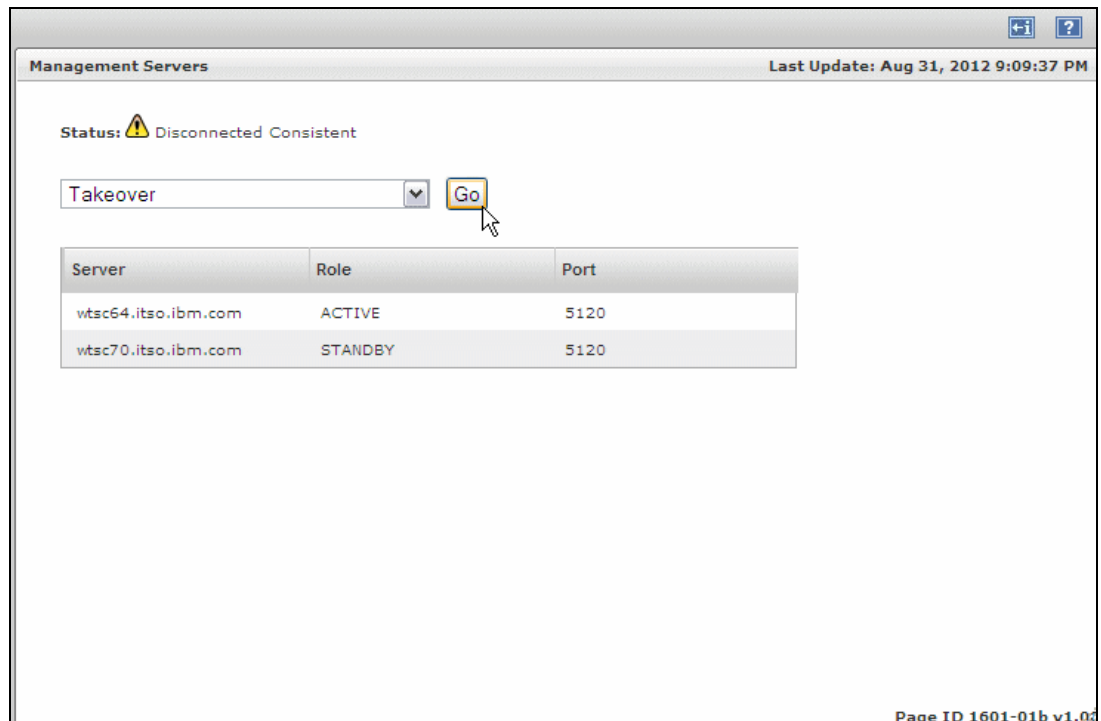 ?
Management Servers Last Update: Aug 31, 2012 9:09:37 PM
Status: Disconnected Consistent
Takeover Go
Server Role Port
wtsc64.itso.ibm.com ACTIVE 5120
wtsc70.itso.ibm.com STANDBY 5120
Page ID 1601-01b